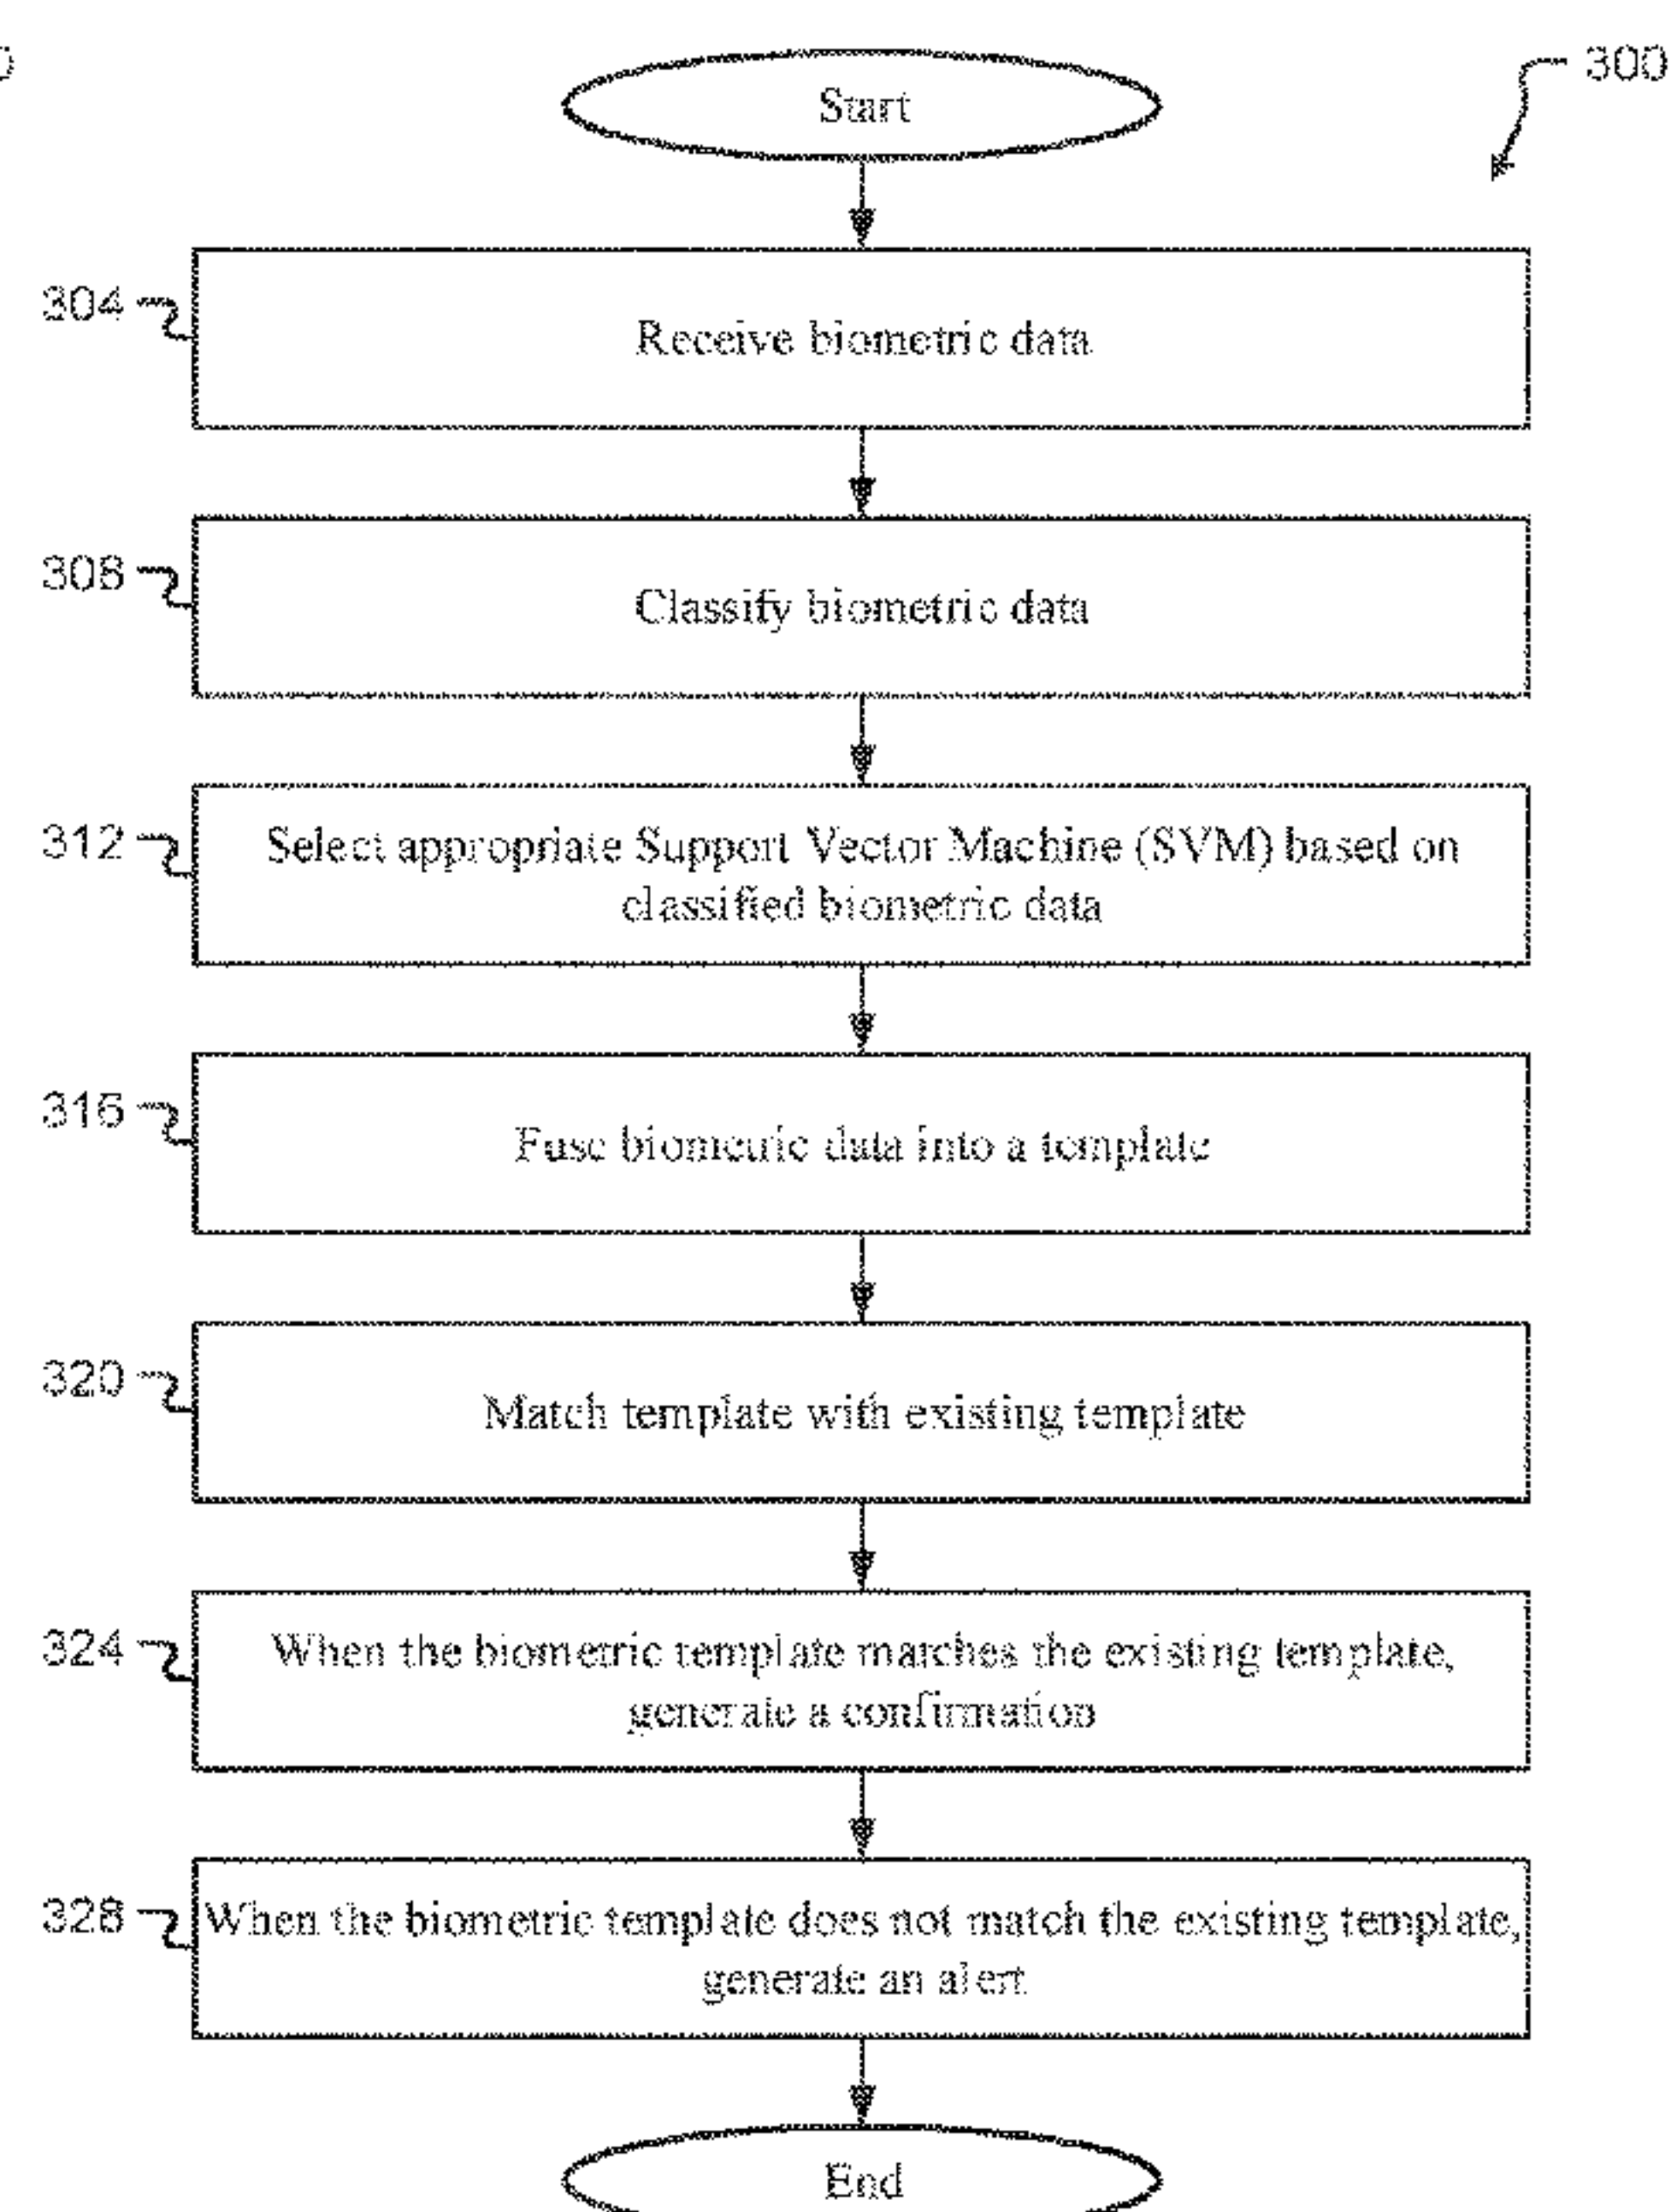 Start
300
304
Receive biometric data
308
Classify biometric data
312
Select appropriate Support Vector Machine (SVM) based on
classified biometric data
316
Fuse biometric data into a template
320
Match template with existing template
324
When the biometric template matches the existing template,
generate a confirmation
328
When the biometric template does not match the existing template,
generate an alert
End